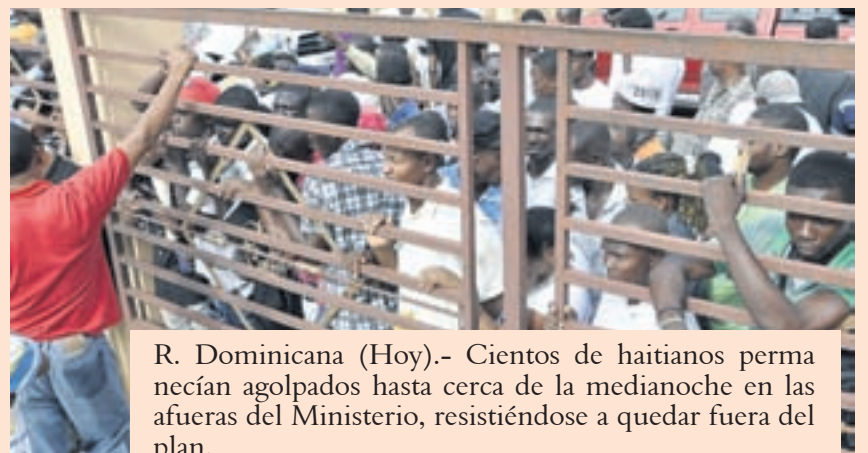 R. Dominicana (Hoy).- Cientos de haitianos perma
necían agolpados hasta cerca de la medianoche en las
afueras del Ministerio, resistiéndose a quedar fuera del
plan.